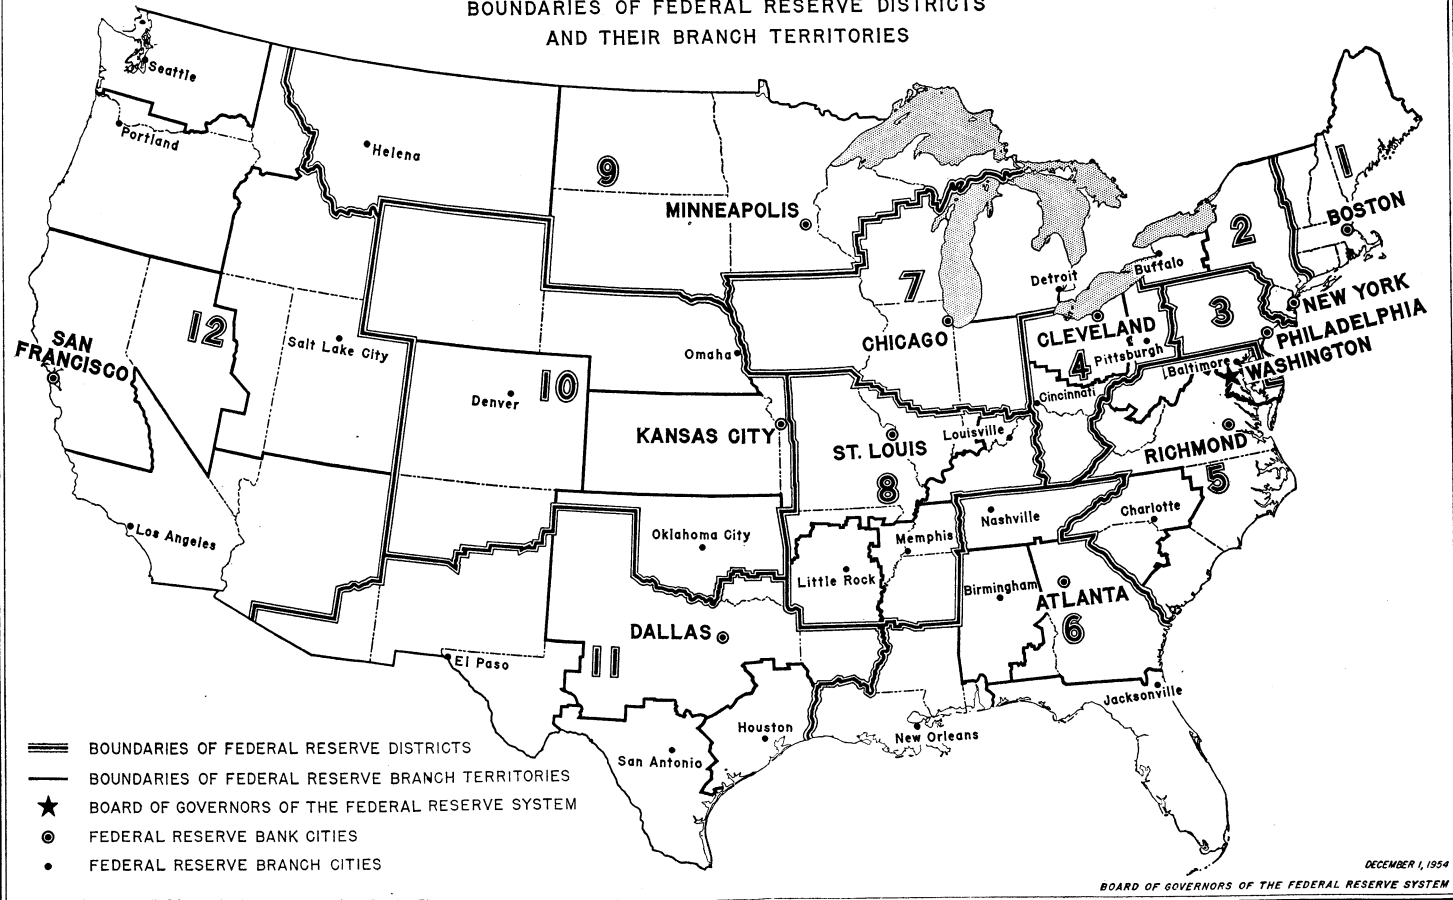 BOUNDARIES OF FEDERAL RESERVE DISTRICTS
AND THEIR BRANCH TERRITORIES
Seattle
Portland
Helena
9
MINNEAPOLIS
1
BOSTON
2
Buffalo
Detroit
7
NEW YORK
3
PHILADELPHIA
WASHINGTON
CLEVELAND
4
Pittsburgh
Baltimore
Cincinnati
CHICAGO
12
SAN
FRANCISCO
Salt Lake City
Omaha
10
Denver
KANSAS CITY
ST. LOUIS
Louisville
8
RICHMOND
5
Charlotte
Nashville
Memphis
Los Angeles
Oklahoma City
Little Rock
Birmingham
ATLANTA
6
DALLAS
11
El Paso
Jacksonville
Houston
New Orleans
San Antonio
BOUNDARIES OF FEDERAL RESERVE DISTRICTS
BOUNDARIES OF FEDERAL RESERVE BRANCH TERRITORIES
BOARD OF GOVERNORS OF THE FEDERAL RESERVE SYSTEM
FEDERAL RESERVE BANK CITIES
FEDERAL RESERVE BRANCH CITIES
DECEMBER 1, 1954
BOARD OF GOVERNORS OF THE FEDERAL RESERVE SYSTEM